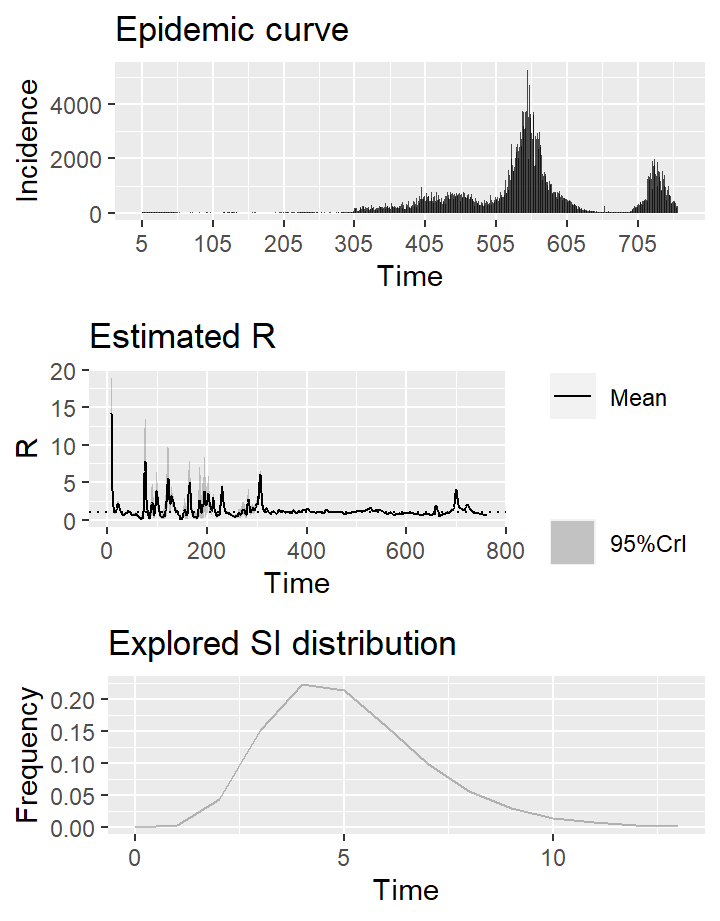 Epidemic curve
Incidence
4000
2000
0
5 105 205 305 405 505 605 705
Time
Estimated R
R
20
15
10
5
0
0 200 400 600 800
Time
Mean
95%CrI
Explored SI distribution
Frequency
0.20
0.15
0.10
0.05
0.00
0 5 10
Time